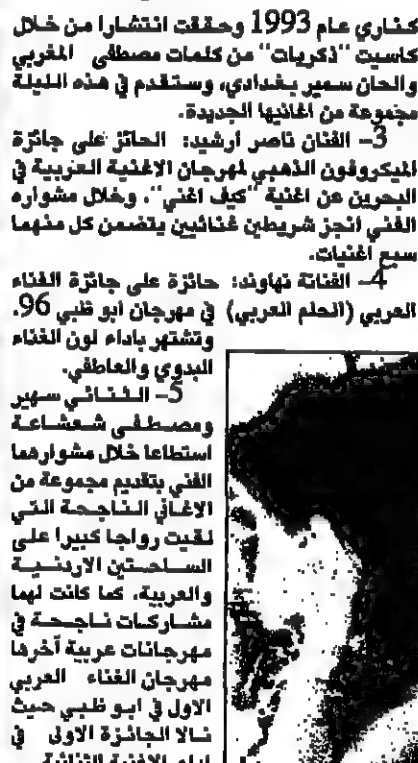 كناري عام 1993 وحققت انتشارا من خلال
كاسيت "ذكريات" من كلمات مصطفى المغربي
والحان سمير بغدادي، وستقدم في هذه الليلة
مجموعة من اغانيها الجديدة.
3– الفنان ناصر ارشيد: الحائز على جائزة
الميكروفون الذهبي لمهرجان الاغنية العربية في
البحرين عن اغنية "كيف اغني". وخلال مشواره
الفني انجز شريطين غنائيين يتضمن كل منهما
سبع اغنيات.
4– الفنانة نهاوند: حائزة على جائزة الغناء
العربي (الحلم العربي) في مهرجان ابو ظبي 96.
وتشتهر باداء لون الغناء
البدوي والعاطفي.
5– الثنائي سهير
ومصطفى شعشاعة
استطاعا خلال مشوارهما
الفني بتقديم مجموعة من
الاغاني الناجحة التي
لقيت رواجا كبيرا على
الساحتين الاردنية
والعربية، كما كانت لهما
مشاركات ناجحة في
مهرجانات عربية آخرها
مهرجان الغناء العربي
الاول في ابو ظبي حيث
نالا الجائزة الاولى في
اداء الاغنية الثنائية